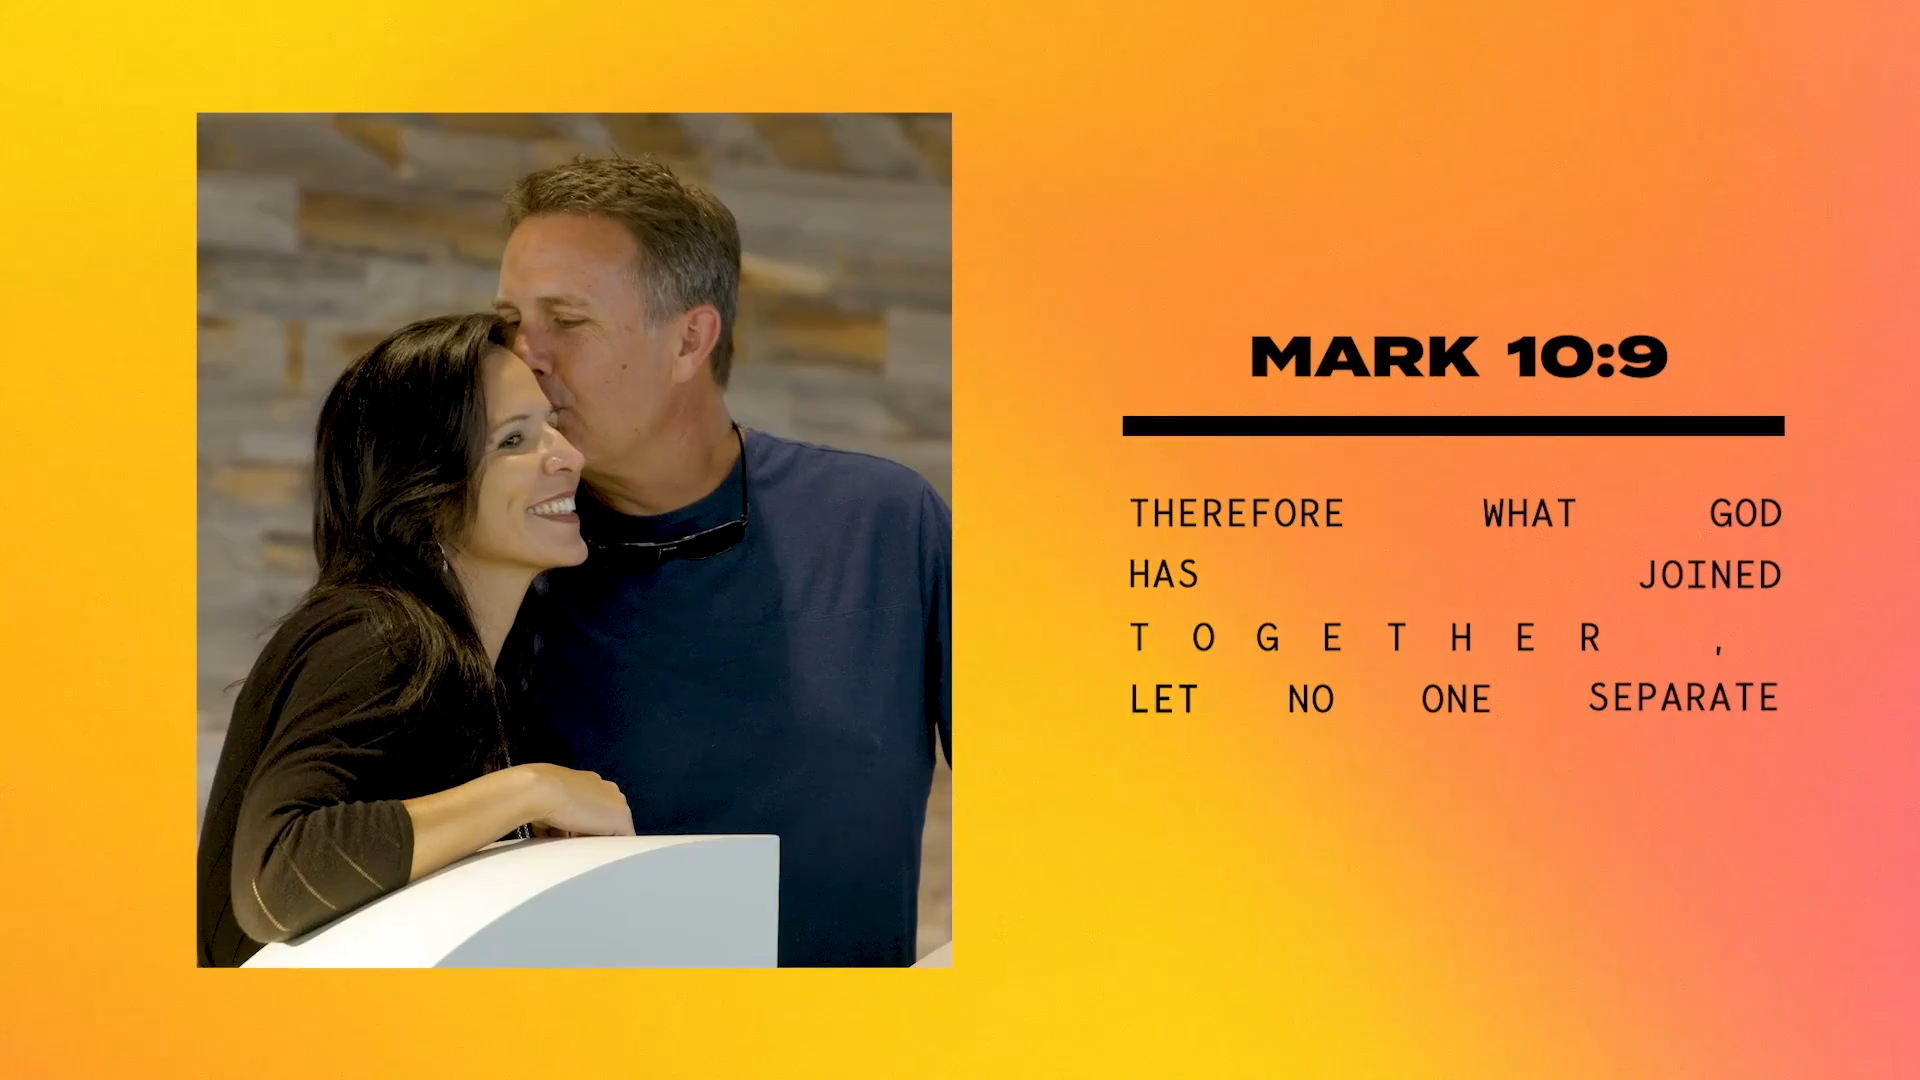 MARK 10:9
THEREFORE WHAT GOD
HAS JOINED
TOGETHER ,
LET NO ONE SEPARATE